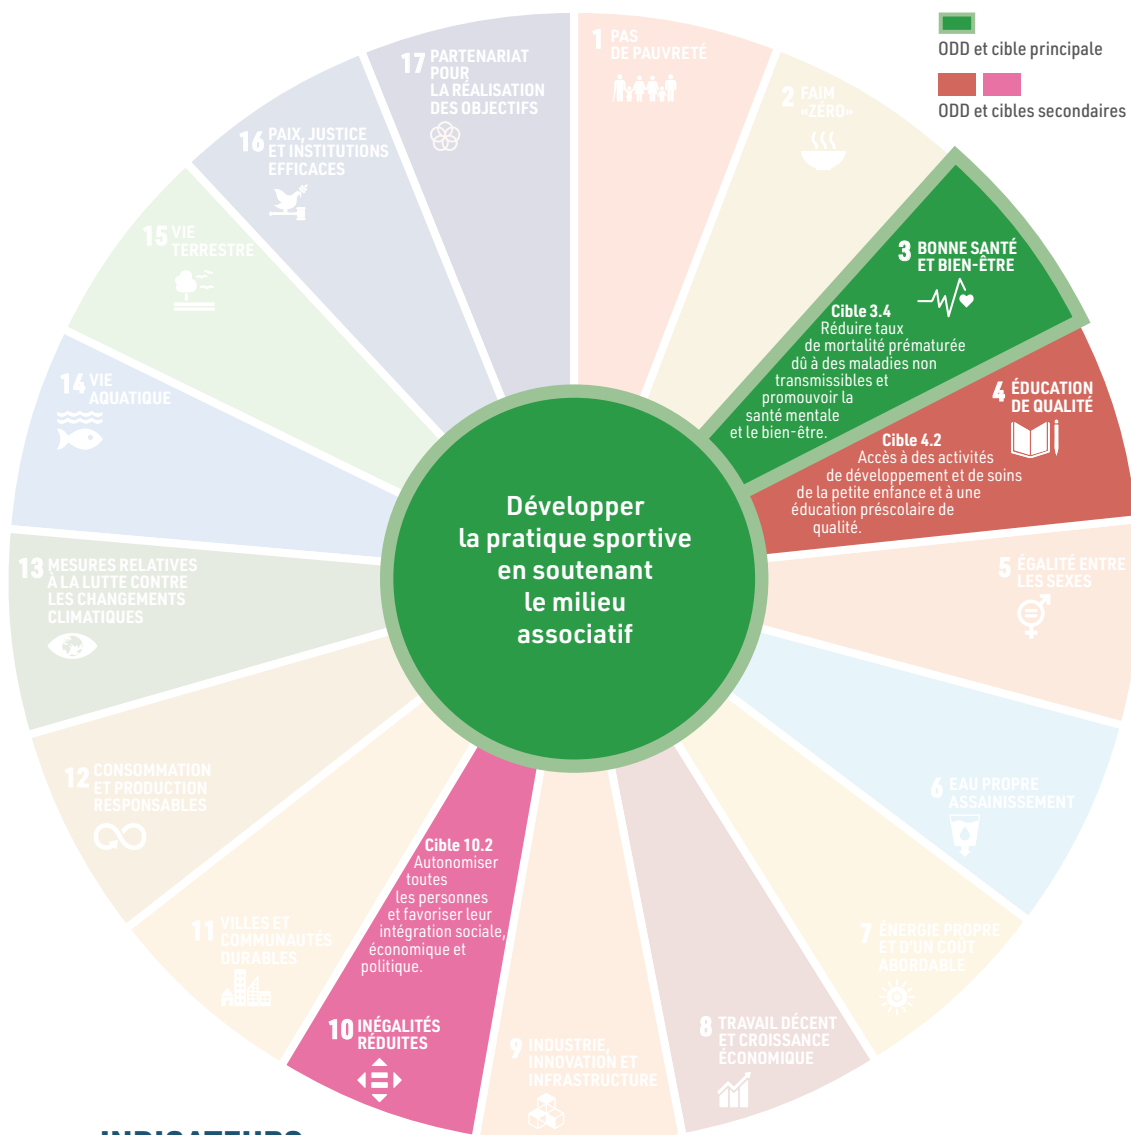 ODD et cible principale
ODD et cibles secondaires
1 PAS
DE PAUVRETÉ
2 FAIM
«ZÉRO»
3 BONNE SANTÉ
ET BIEN-ÊTRE
Cible 3.4
Réduire taux
de mortalité prématurée
dû à des maladies non
transmissibles et
promouvoir la
santé mentale
et le bien-être.
4 ÉDUCATION
DE QUALITÉ
Cible 4.2
Accès à des activités
de développement et de soins
de la petite enfance et à une
éducation préscolaire de
qualité.
5 ÉGALITÉ ENTRE
LES SEXES
6 EAU PROPRE
ASSAINISSEMENT
7 ÉNERGIE PROPRE
ET D'UN COÛT
ABORDABLE
8 TRAVAIL DÉCENT
ET CROISSANCE
ÉCONOMIQUE
9 INDUSTRIE,
INNOVATION ET
INFRASTRUCTURE
Cible 10.2
Autonomiser
toutes
les personnes
et favoriser leur
intégration sociale,
économique et
politique.
10 INÉGALITÉS
RÉDUITES
11 VILLES ET
COMMUNAUTÉS
DURABLES
12 CONSOMMATION
ET PRODUCTION
RESPONSABLES
13 MESURES RELATIVES
À LA LUTTE CONTRE
LES CHANGEMENTS
CLIMATIQUES
14 VIE
AQUATIQUE
15 VIE
TERRESTRE
16 PAIX, JUSTICE
ET INSTITUTIONS
EFFICACES
17 PARTENARIAT
POUR
LA RÉALISATION
DES OBJECTIFS
Développer
la pratique sportive
en soutenant
le milieu
associatif
INDICATEURS